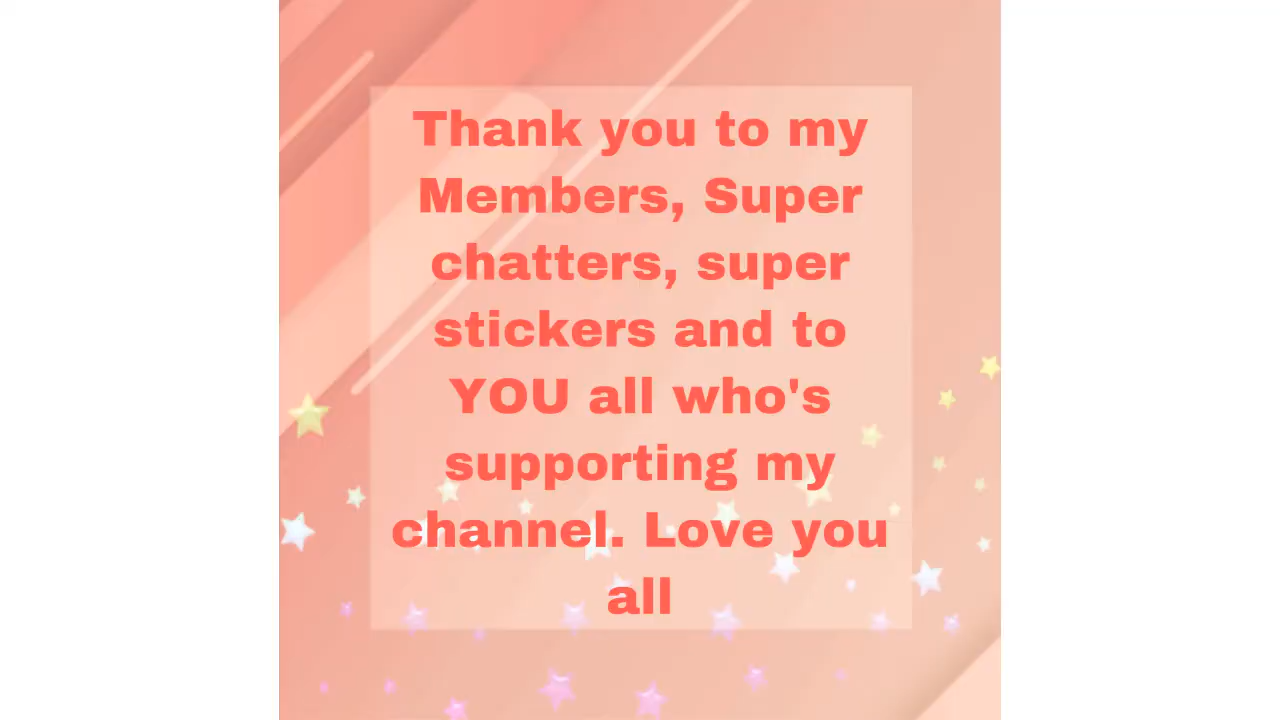 Thank you to my
Members, Super
chatters, super
stickers and to
YOU all who's
supporting my
channel. Love you
all